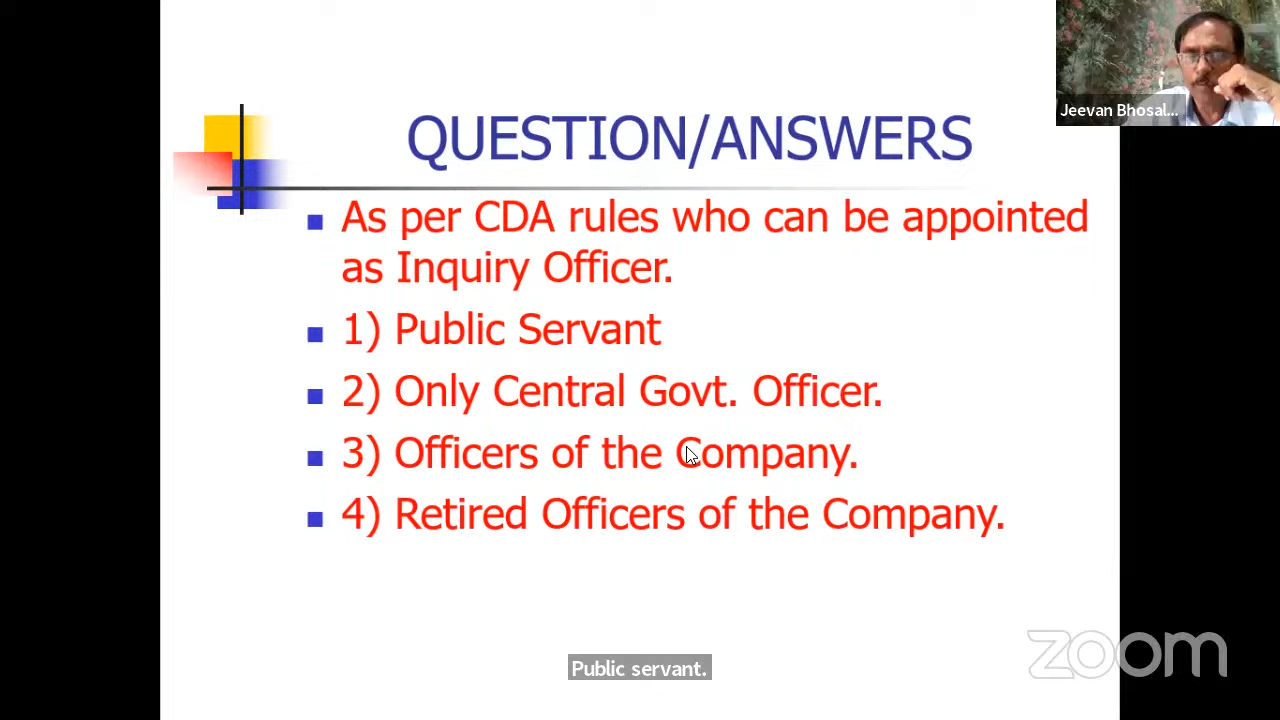 Jeevan Bhosal...
QUESTION/ANSWERS
As per CDA rules who can be appointed
as Inquiry Officer.
1) Public Servant
2) Only Central Govt. Officer.
3) Officers of the Company.
4) Retired Officers of the Company.
zoom
Public servant.